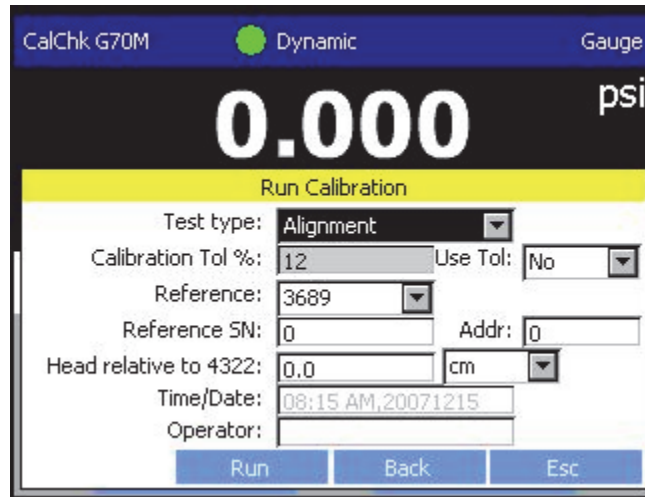 CalChk G70M Dynamic Gauge
psi
0.000
Run Calibration
Test type: Alignment
Calibration Tol %: 12 Use Tol: No
Reference: 3689
Reference SN: 0 Addr: 0
Head relative to 4322: 0.0 cm
Time/Date: 08:15 AM,20071215
Operator:
Run Back Esc